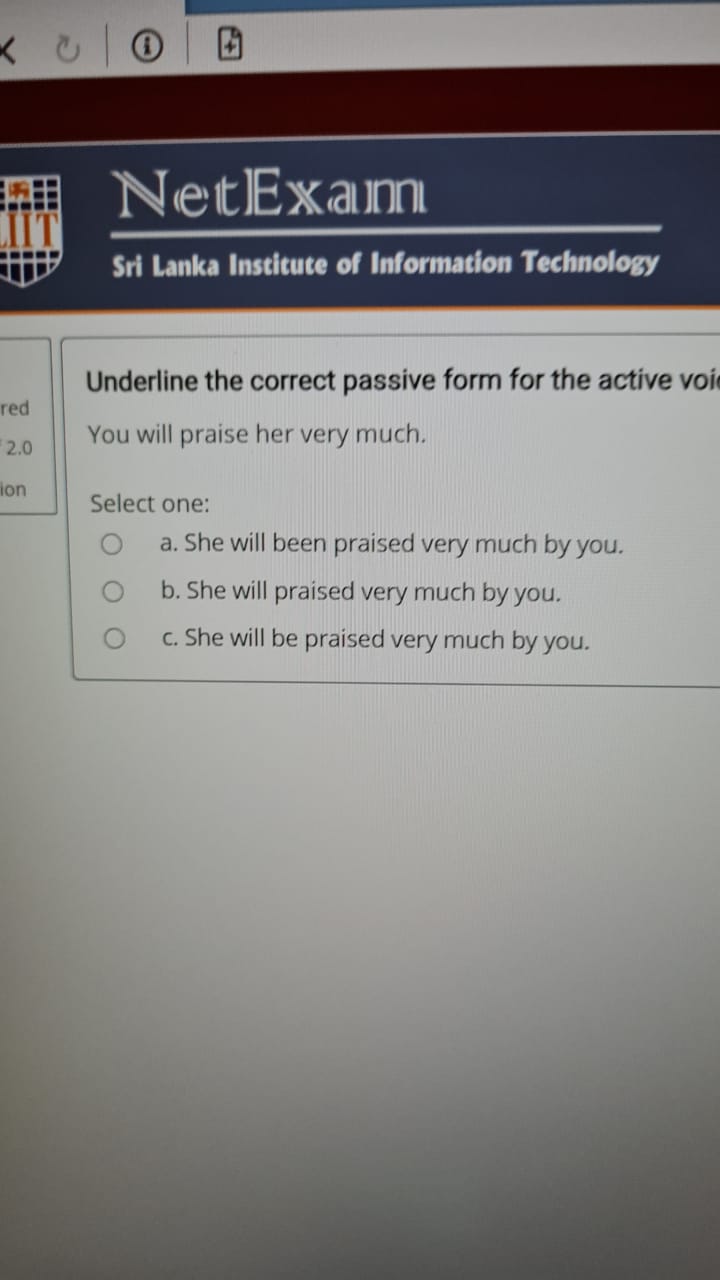 NetExam
LIIT
Sri Lanka Institute of Information Technology
Underline the correct passive form for the active
red
You will praise her very much.
2.0
ion
Select one:
a. She will been praised very much by you.
b. She will praised very much by you.
c. She will be praised very much by you.